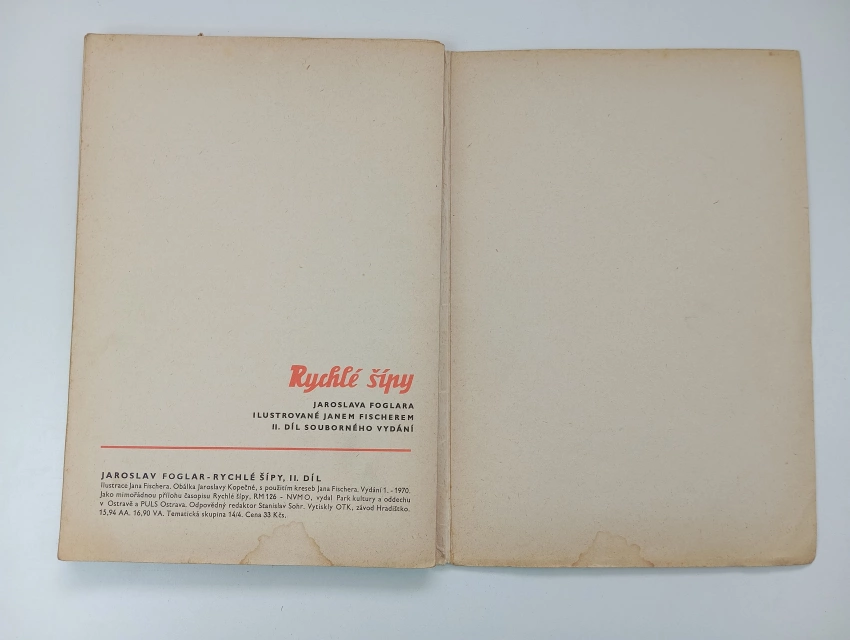 Rychlé šípy
JAROSLAVA FOGLARA
ILUSTROVANÉ JANEM FISCHEREM
II. DÍL SOUBORNÉHO VYDÁNÍ
JAROSLAV FOGLAR - RYCHLÉ ŠÍPY, II. DÍL
Ilustrace Jana Fischera. Obálka Jaroslavy Kopečné, s použitím kreseb Jana Fischera. Vydání 1. - 1970.
Jako mimořádnou přílohu časopisu Rychlé šípy, RM 126 – NVMO, vydal Park kultury a oddechu
v Ostravě a PULS Ostrava. Odpovědný redaktor Stanislav Sohr. Vytiskly OTK, závod Hradištko.
15,94 AA, 16,90 VA. Tematická skupina 14/4. Cena 33 Kčs.